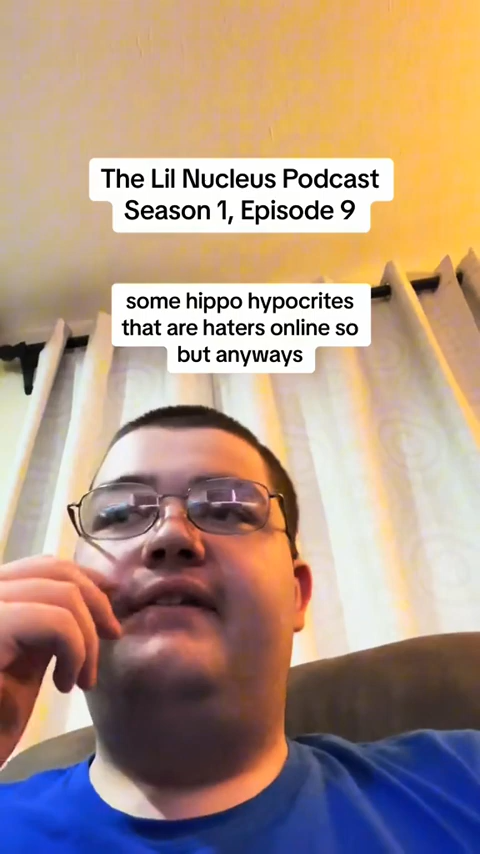 The Lil Nucleus Podcast
Season 1, Episode 9
some hippo hypocrites
that are haters online so
but anyways